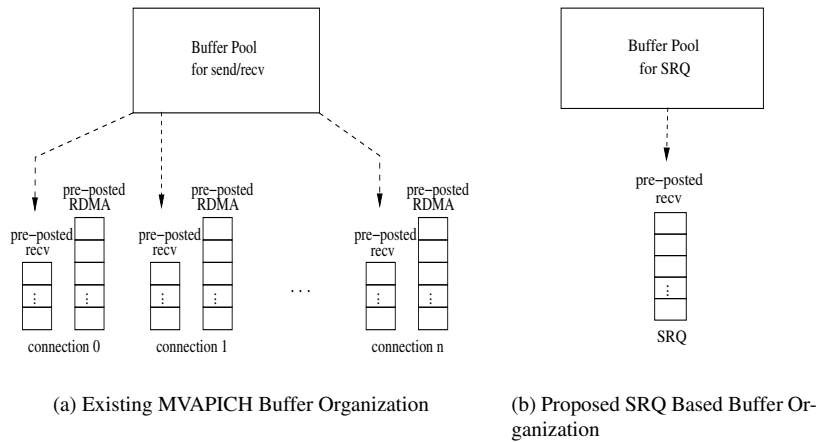 Buffer Pool
for send/recv
pre-posted
recv
pre-posted
RDMA
pre-posted
recv
pre-posted
RDMA
pre-posted
recv
pre-posted
RDMA
...
...
...
...
. . .
...
...
connection 0
connection 1
connection n
(a) Existing MVAPICH Buffer Organization
Buffer Pool
for SRQ
pre-posted
recv
...
SRQ
(b) Proposed SRQ Based Buffer Or-
ganization